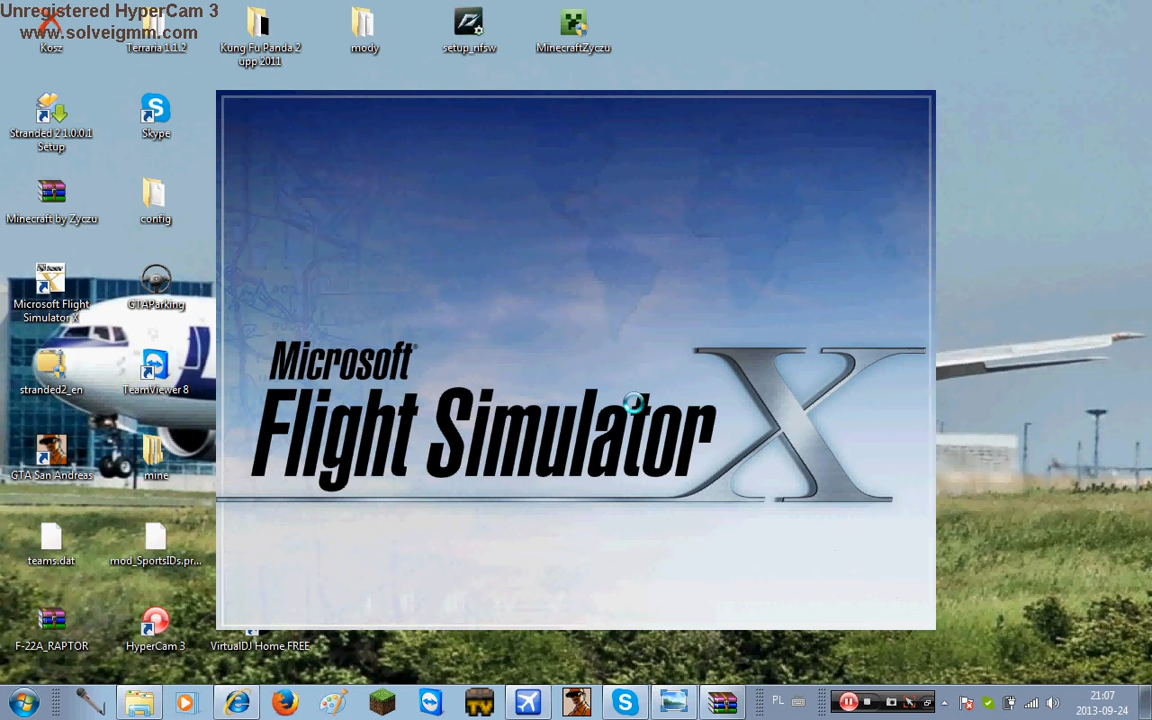 Unregistered HyperCam 3
www.solveigmm.com
Kosz
Terraria 1.1.2
Kung Fu Panda 2
upp 2011
mody
setup_nfsw
MinecraftZyczu
Stranded 2 1.0.0.1
Setup
Skype
Minecraft by Zyczu
config
Microsoft Flight
Simulator X
GTAParking
stranded2_en
TeamViewer 8
GTA San Andreas
mine
teams.dat
mod_SportsIDs.pr...
F-22A_RAPTOR
HyperCam 3
VirtualDJ Home FREE
Microsoft®
Flight Simulator X
TV
PL
21:07
2013-09-24